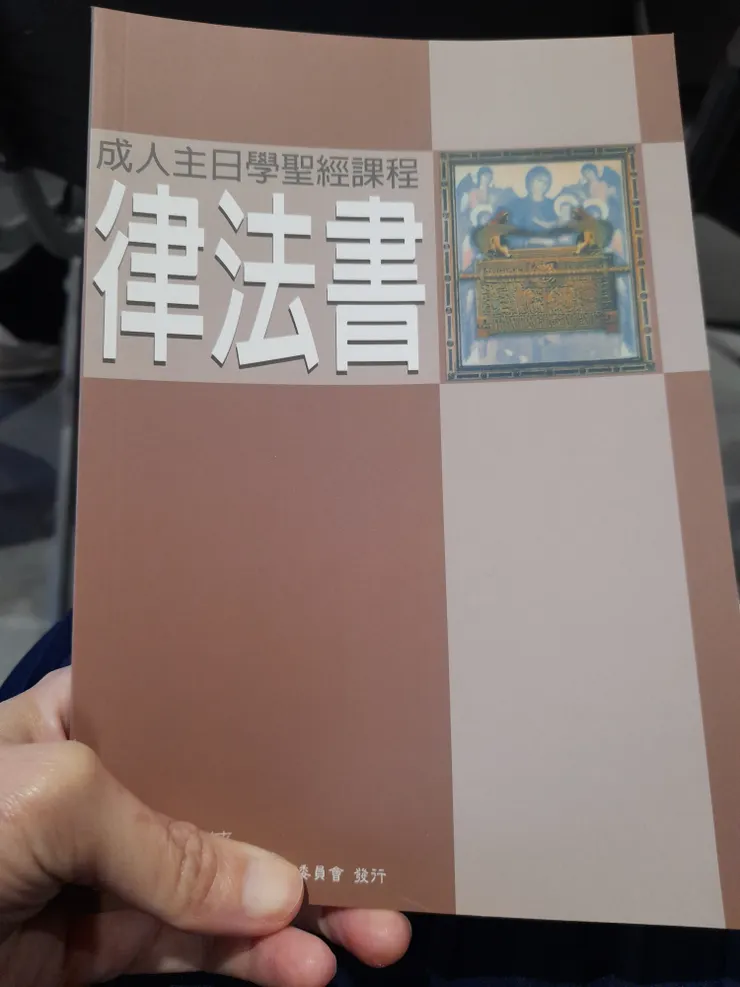 成人主日學聖經課程
律法書
委員會 發行